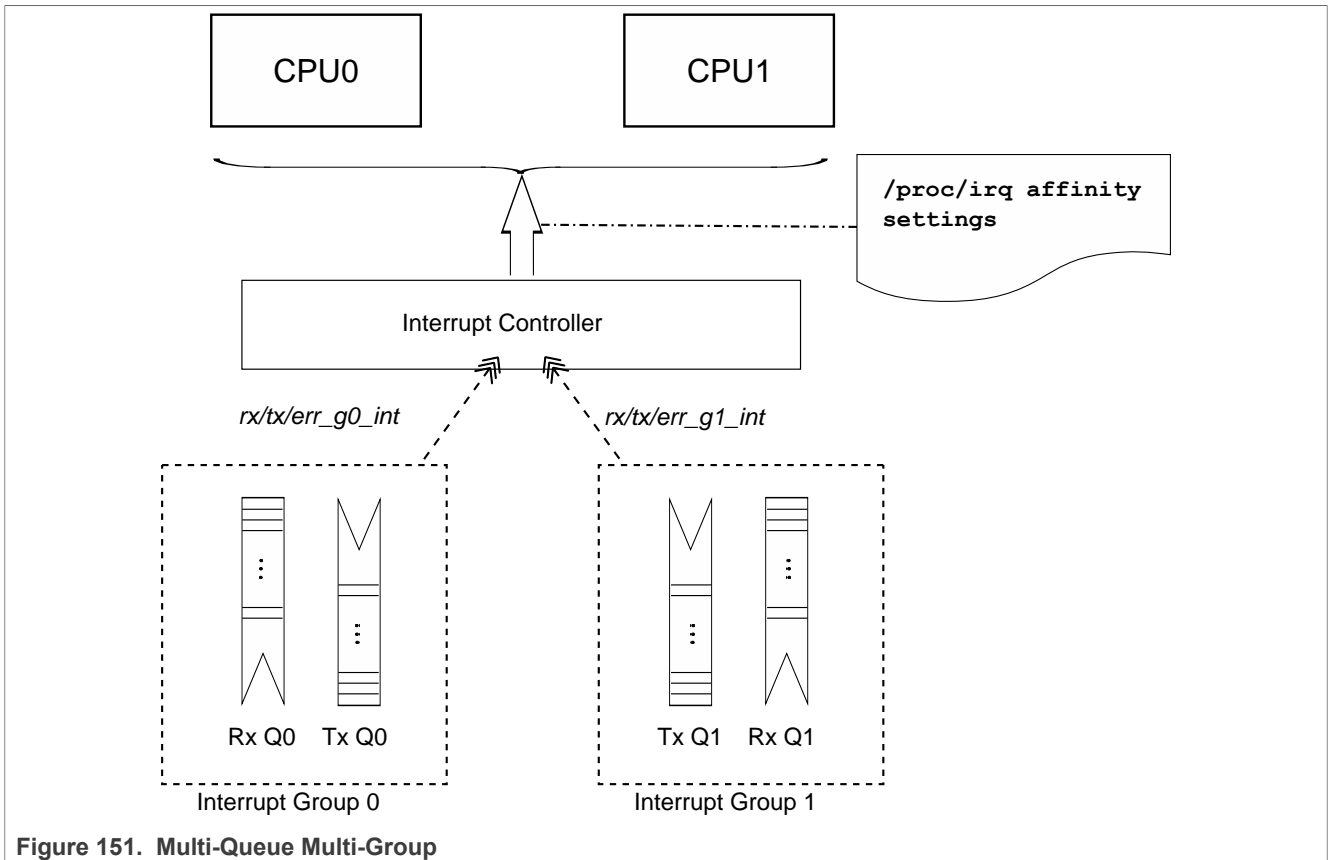 CPU0
CPU1
/proc/irq affinity
settings
Interrupt Controller
rx/tx/err_g0_int
rx/tx/err_g1_int
Rx Q0
Tx Q0
Tx Q1
Rx Q1
Interrupt Group 0
Interrupt Group 1
Figure 151. Multi-Queue Multi-Group